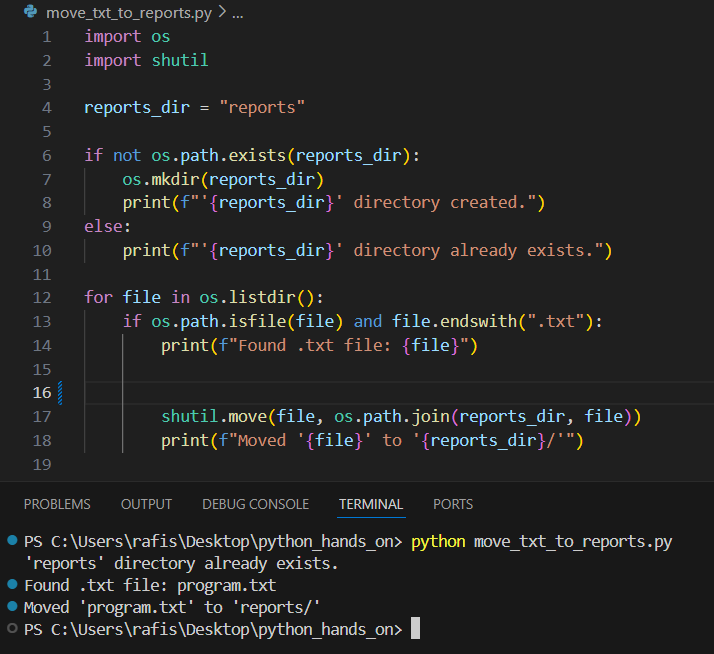 move_txt_to_reports.py > ...
1 import os
2 import shutil
3
4 reports_dir = "reports"
5
6 if not os.path.exists(reports_dir):
7     os.mkdir(reports_dir)
8     print(f"'{reports_dir}' directory created.")
9 else:
10     print(f"'{reports_dir}' directory already exists.")
11
12 for file in os.listdir():
13     if os.path.isfile(file) and file.endswith(".txt"):
14         print(f"Found .txt file: {file}")
15
16
17         shutil.move(file, os.path.join(reports_dir, file))
18         print(f"Moved '{file}' to '{reports_dir}/'")
19
PROBLEMS OUTPUT DEBUG CONSOLE TERMINAL PORTS
PS C:\Users\rafis\Desktop\python_hands_on> python move_txt_to_reports.py
'reports' directory already exists.
Found .txt file: program.txt
Moved 'program.txt' to 'reports/'
PS C:\Users\rafis\Desktop\python_hands_on>